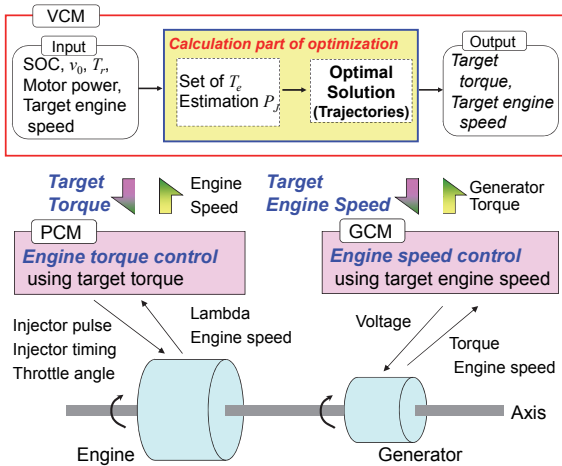 VCM
Input
SOC, v0, Tr,
Motor power,
Target engine
speed
Calculation part of optimization
Set of Te
Estimation Pf
Optimal
Solution
(Trajectories)
Output
Target
torque,
Target engine
speed
Target
Torque
Engine
Speed
Target
Engine Speed
Generator
Torque
PCM
Engine torque control
using target torque
GCM
Engine speed control
using target engine speed
Injector pulse
Injector timing
Throttle angle
Lambda
Engine speed
Voltage
Torque
Engine speed
Axis
Engine
Generator